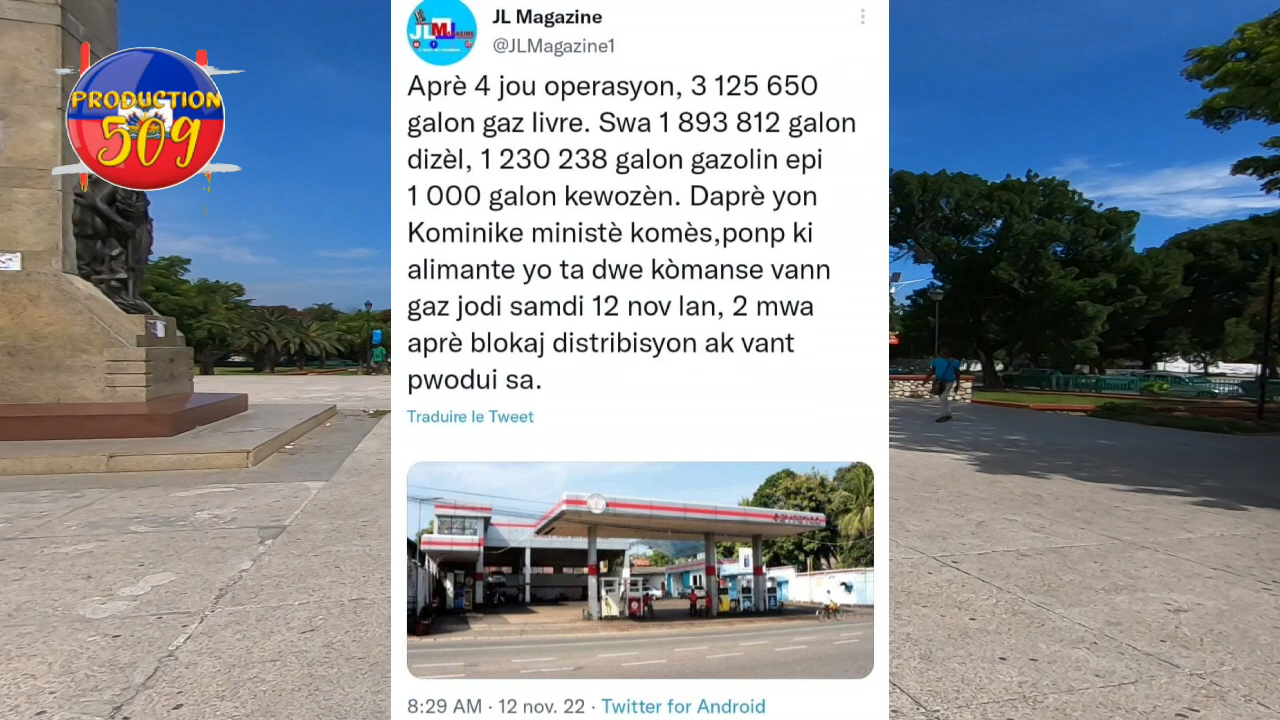 PRODUCTION
509
JL Magazine
@JLMagazine1
Aprè 4 jou operasyon, 3 125 650
galon gaz livre. Swa 1 893 812 galon
dizèl, 1 230 238 galon gazolin epi
1 000 galon kewozèn. Daprè yon
Kominike ministè komès,ponp ki
alimante yo ta dwe kòmanse vann
gaz jodi samdi 12 nov lan, 2 mwa
aprè blokaj distribisyon ak vant
pwodui sa.
Traduire le Tweet
8:29 AM · 12 nov. 22 · Twitter for Android